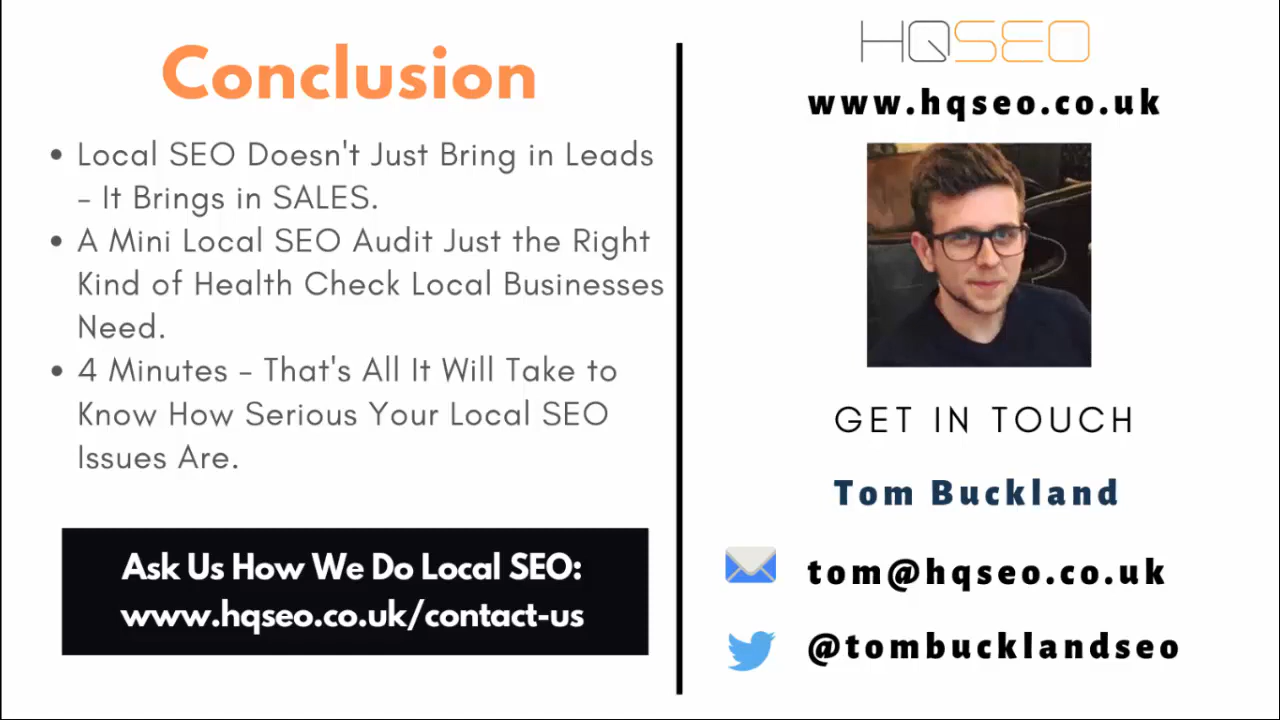 Conclusion
• Local SEO Doesn't Just Bring in Leads
– It Brings in SALES.
• A Mini Local SEO Audit Just the Right
Kind of Health Check Local Businesses
Need.
• 4 Minutes – That's All It Will Take to
Know How Serious Your Local SEO
Issues Are.
Ask Us How We Do Local SEO:
www.hqseo.co.uk/contact-us
HQSEO
www.hqseo.co.uk
GET IN TOUCH
Tom Buckland
tom@hqseo.co.uk
@tombucklandseo